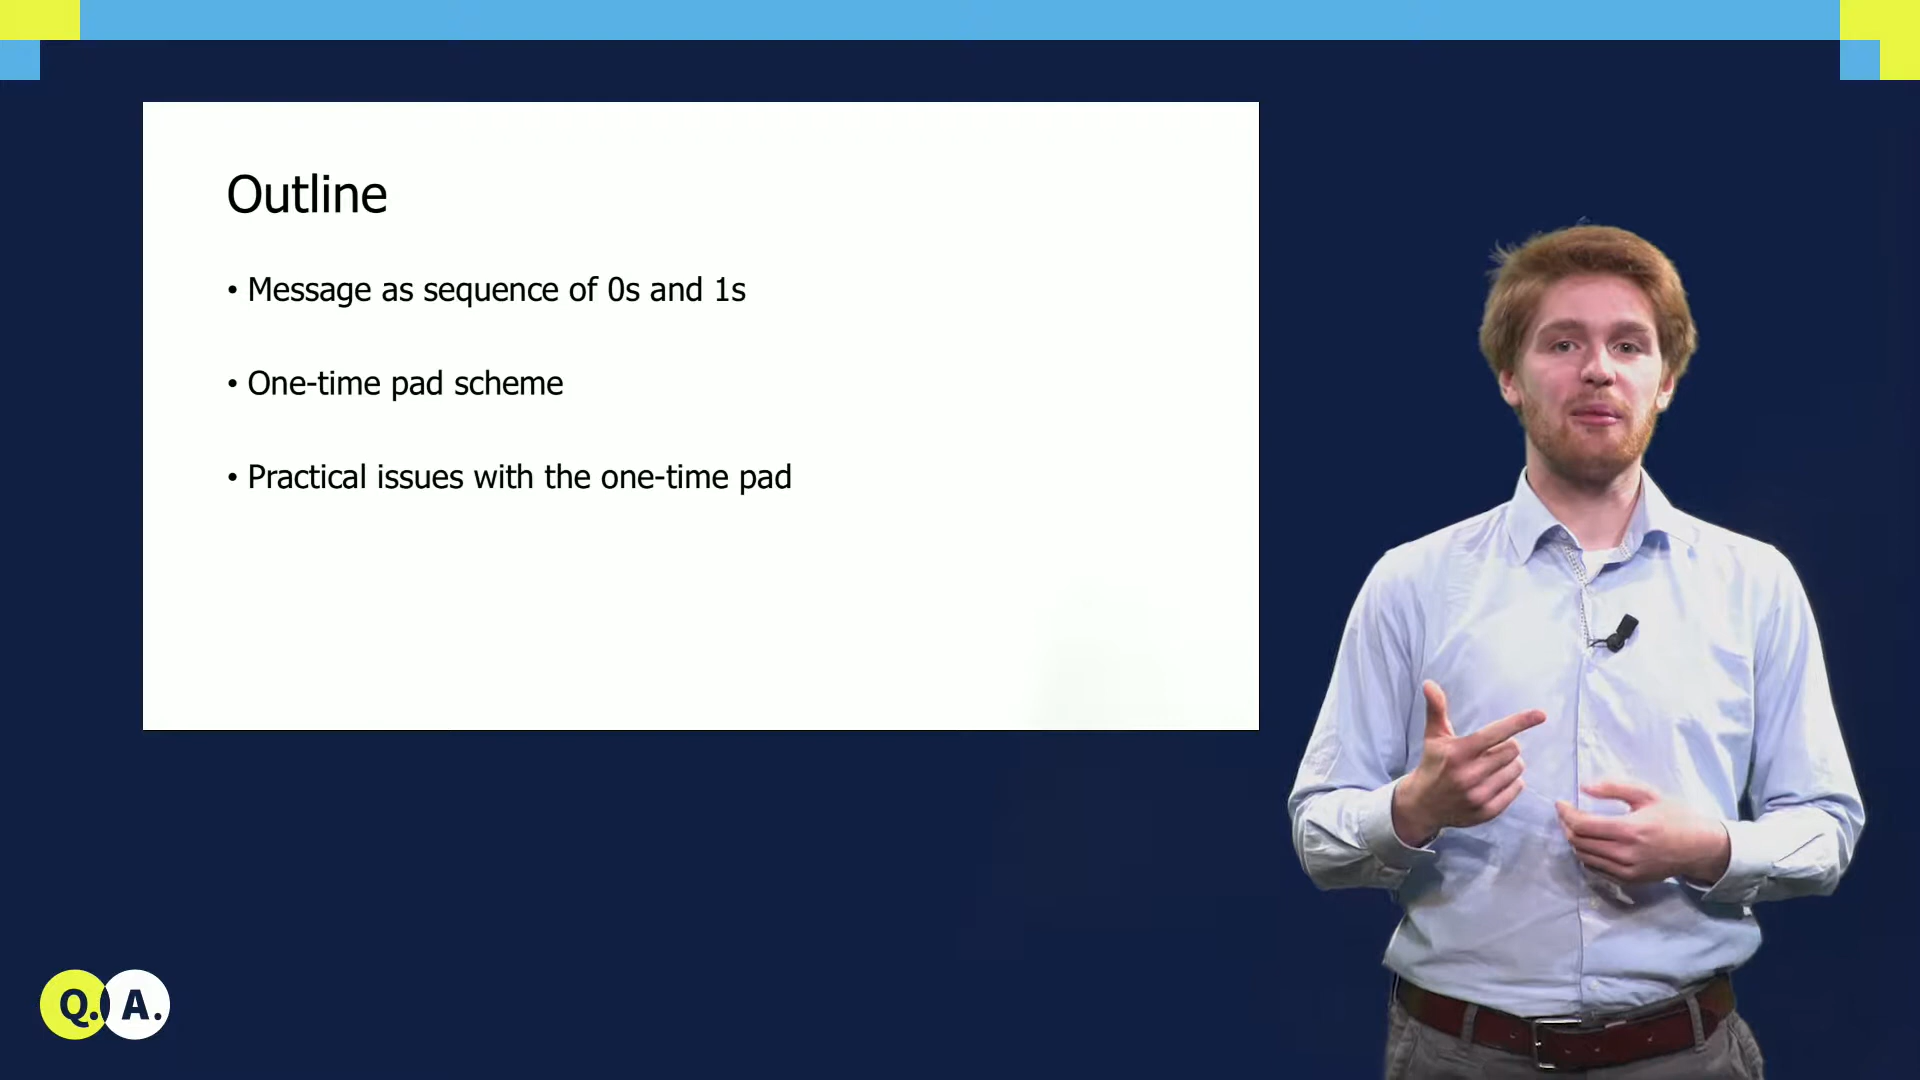 Outline
• Message as sequence of 0s and 1s
• One-time pad scheme
• Practical issues with the one-time pad
Q. A.